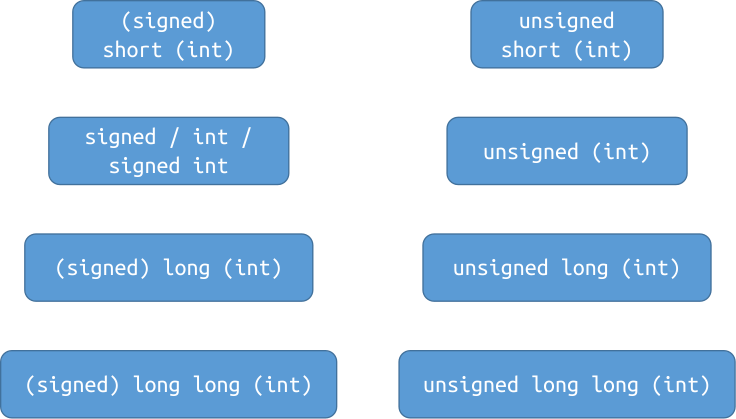 (signed)
short (int)
unsigned
short (int)
signed / int /
signed int
unsigned (int)
(signed) long (int)
unsigned long (int)
(signed) long long (int)
unsigned long long (int)